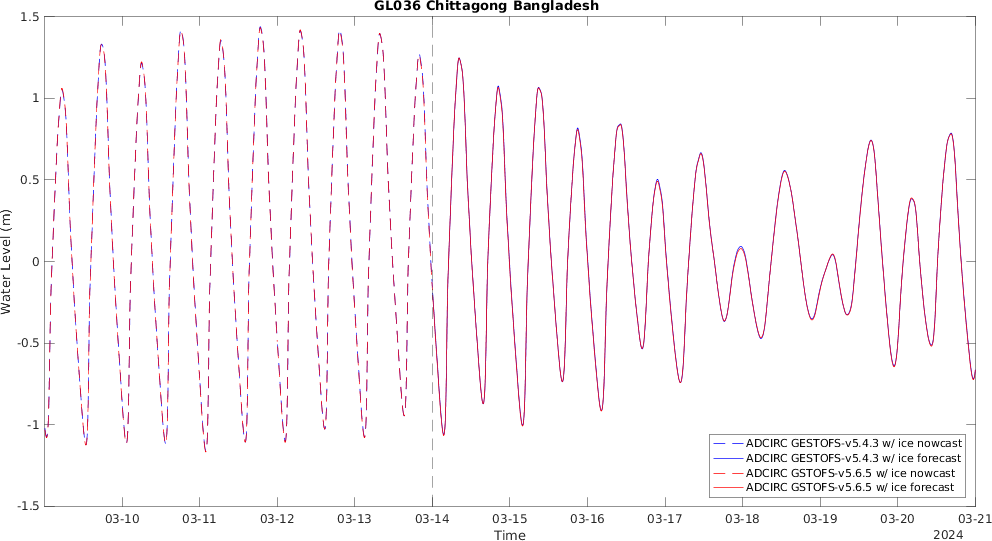 GL036 Chittagong Bangladesh
1.5
1
0.5
0
-0.5
-1
-1.5
Water Level (m)
03-10 03-11 03-12 03-13 03-14 03-15 03-16 03-17 03-18 03-19 03-20 03-21
Time
2024
ADCIRC GESTOFS-v5.4.3 w/ ice nowcast
ADCIRC GESTOFS-v5.4.3 w/ ice forecast
ADCIRC GSTOFS-v5.6.5 w/ ice nowcast
ADCIRC GSTOFS-v5.6.5 w/ ice forecast